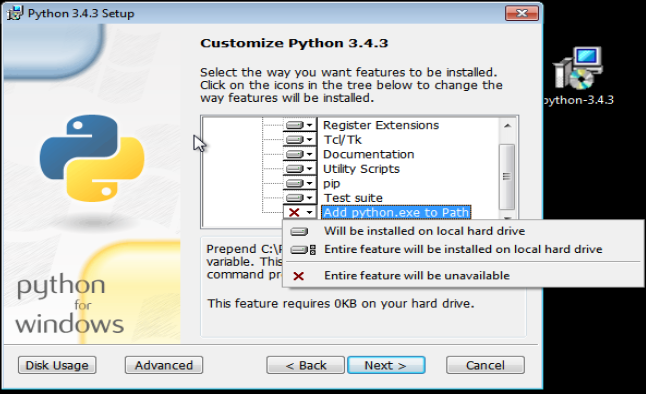 Python 3.4.3 Setup
Customize Python 3.4.3
Select the way you want features to be installed.
Click on the icons in the tree below to change the
way features will be installed.
python-3.4.3
Register Extensions
Tcl/Tk
Documentation
Utility Scripts
pip
Test suite
Add python.exe to Path
Will be installed on local hard drive
Entire feature will be installed on local hard drive
Entire feature will be unavailable
Prepend C:\
variable. This
command
This feature requires 0KB on your hard drive.
python
for
windows
Disk Usage
Advanced
< Back
Next >
Cancel